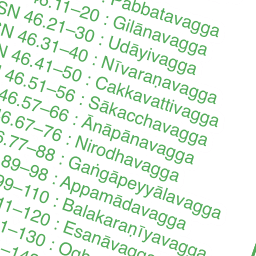 46.11–20 : Pabbatavagga
SN 46.21–30 : Gilānavagga
SN 46.31–40 : Udāyivagga
SN 46.41–50 : Nīvaraṇavagga
46.51–56 : Cakkavattivagga
46.57–66 : Sākacchavagga
46.67–76 : Ānāpānavagga
6.77–88 : Nirodhavagga
89–98 : Gaṅgāpeyyālavagga
99–110 : Appamādavagga
11–120 : Balakaraṇīyavagga
1–130 : Esanāvagga